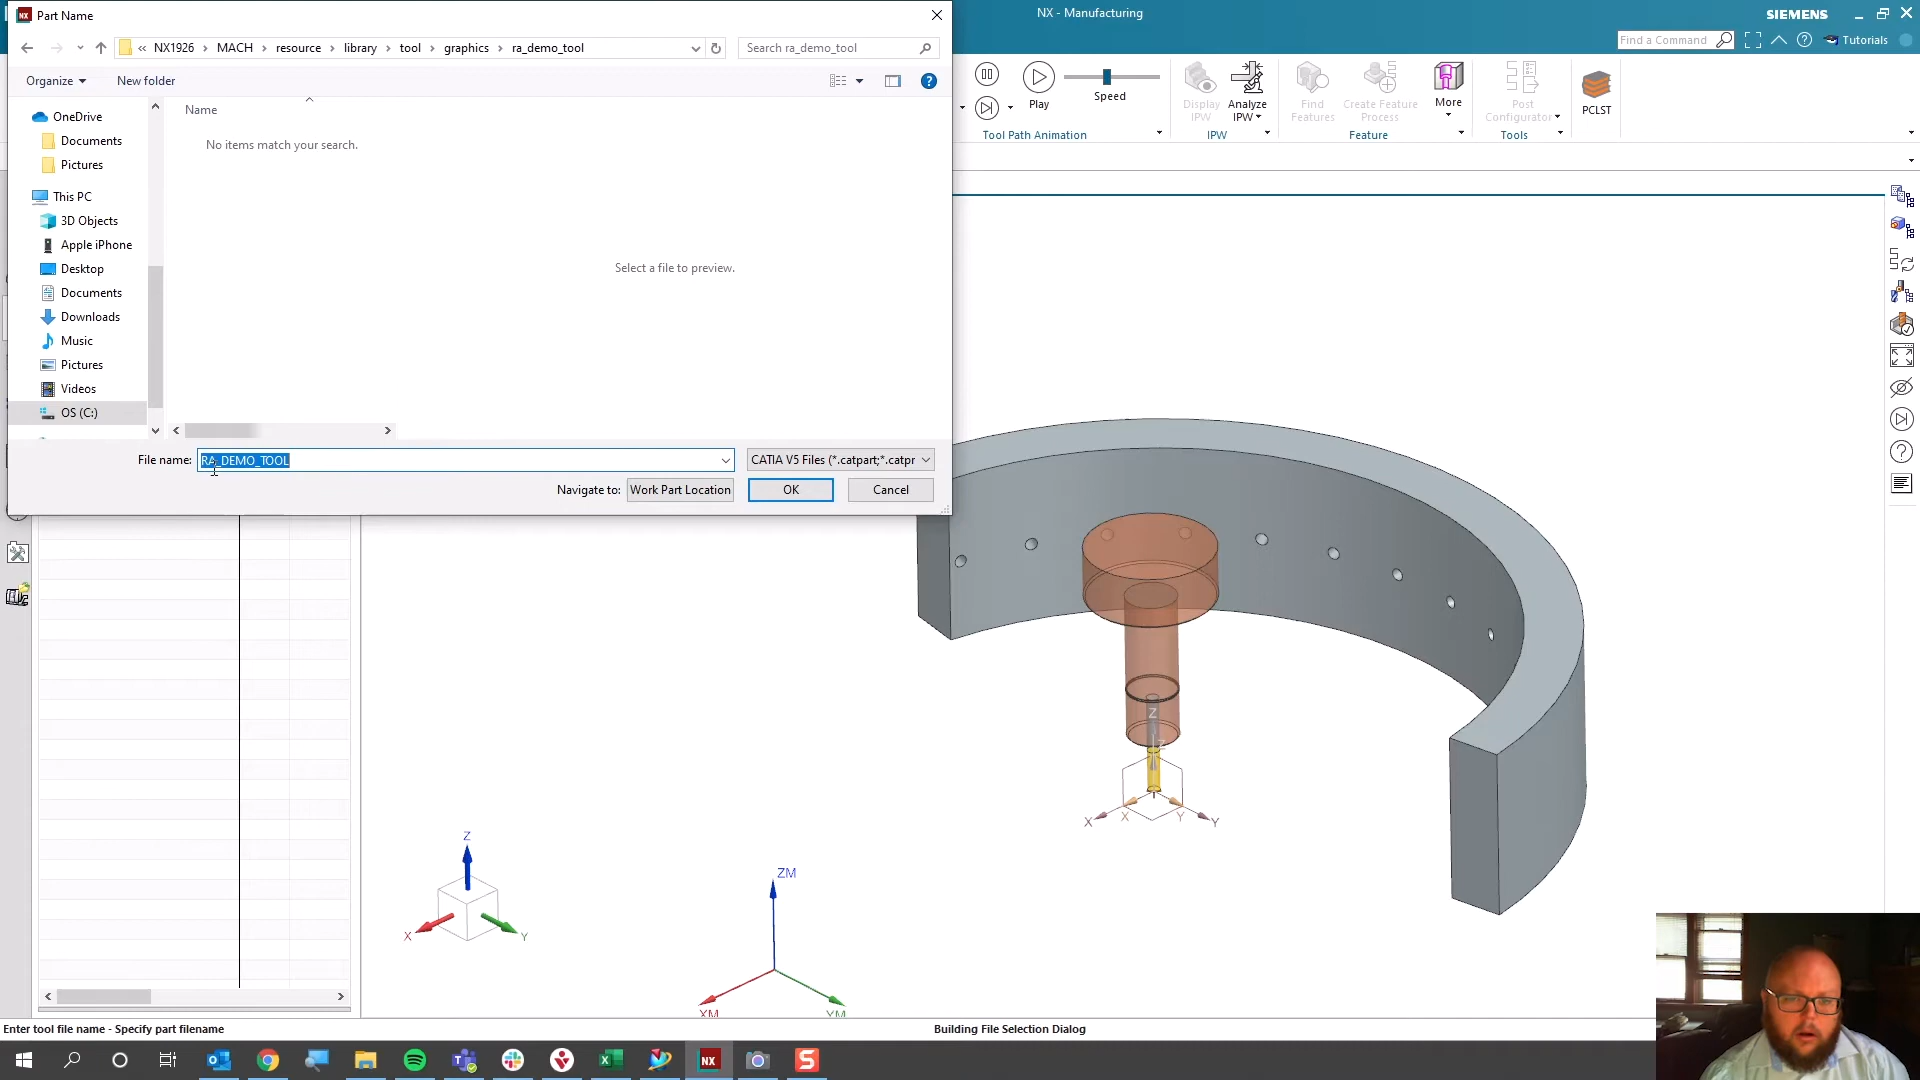 Part Name
NX - Manufacturing
SIEMENS
« NX1926 > MACH > resource > library > tool > graphics > ra_demo_tool
Search ra_demo_tool
Find a Command
Tutorials
Organize
New folder
Name
No items match your search.
Select a file to preview.
OneDrive
Documents
Pictures
This PC
3D Objects
Apple iPhone
Desktop
Documents
Downloads
Music
Pictures
Videos
OS (C:)
File name:
RA_DEMO_TOOL
CATIA V5 Files (*.catpart;*.catpr
Navigate to:
Work Part Location
OK
Cancel
Play
Speed
Display IPW
Analyze IPW
Find Features
Create Feature Process
More
Post Configurator
PCLST
Tool Path Animation
IPW
Feature
Tools
Z
Z
X
X
Y
Y
Z
X
Y
ZM
XM
YM
Enter tool file name - Specify part filename
Building File Selection Dialog
NX
S